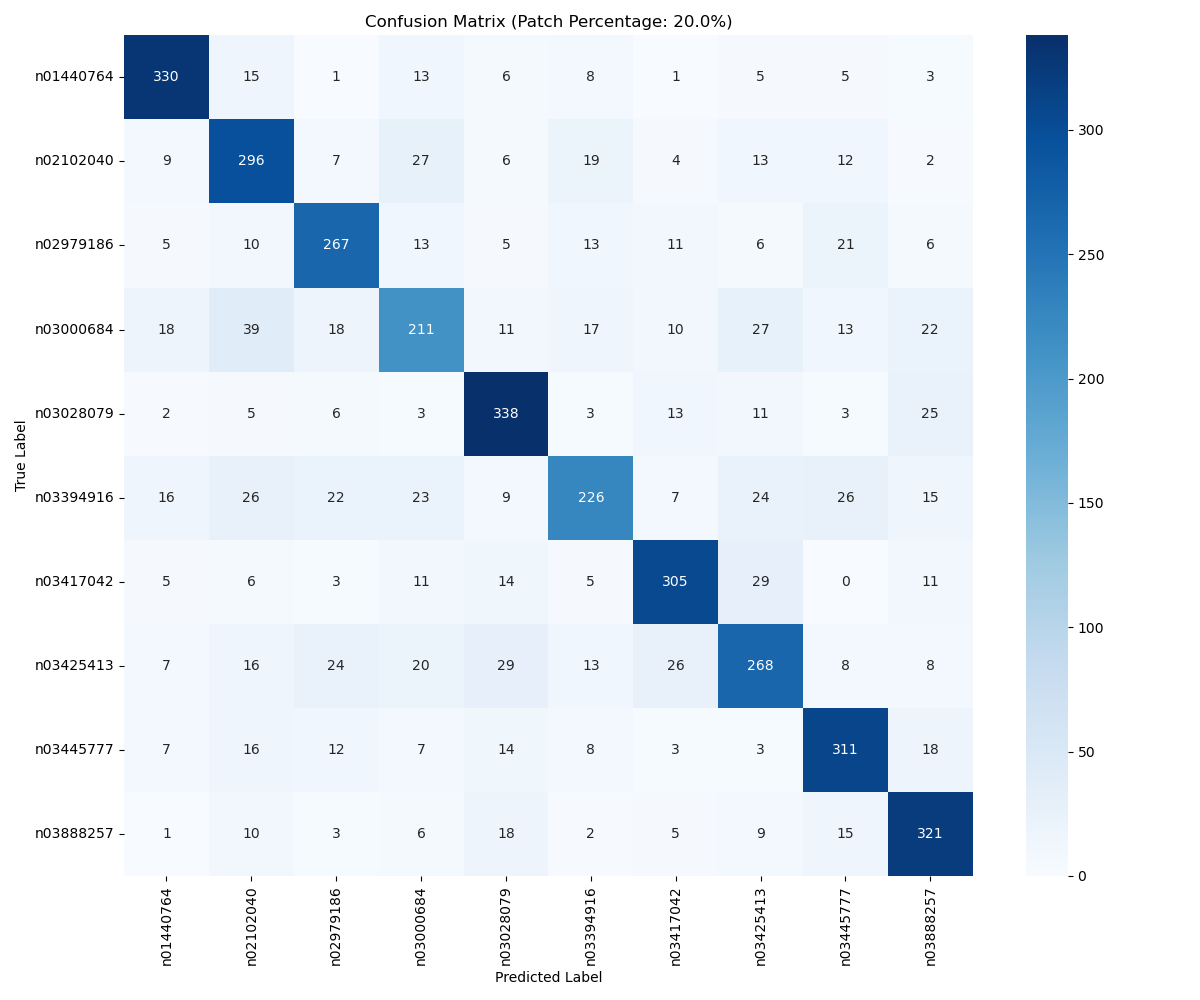 Confusion Matrix (Patch Percentage: 20.0%)
n01440764 330 15 1 13 6 8 1 5 5 3
n02102040 9 296 7 27 6 19 4 13 12 2
n02979186 5 10 267 13 5 13 11 6 21 6
n03000684 18 39 18 211 11 17 10 27 13 22
n03028079 2 5 6 3 338 3 13 11 3 25
n03394916 16 26 22 23 9 226 7 24 26 15
n03417042 5 6 3 11 14 5 305 29 0 11
n03425413 7 16 24 20 29 13 26 268 8 8
n03445777 7 16 12 7 14 8 3 3 311 18
n03888257 1 10 3 6 18 2 5 9 15 321
True Label
n01440764 n02102040 n02979186 n03000684 n03028079 n03394916 n03417042 n03425413 n03445777 n03888257
Predicted Label
300
250
200
150
100
50
0